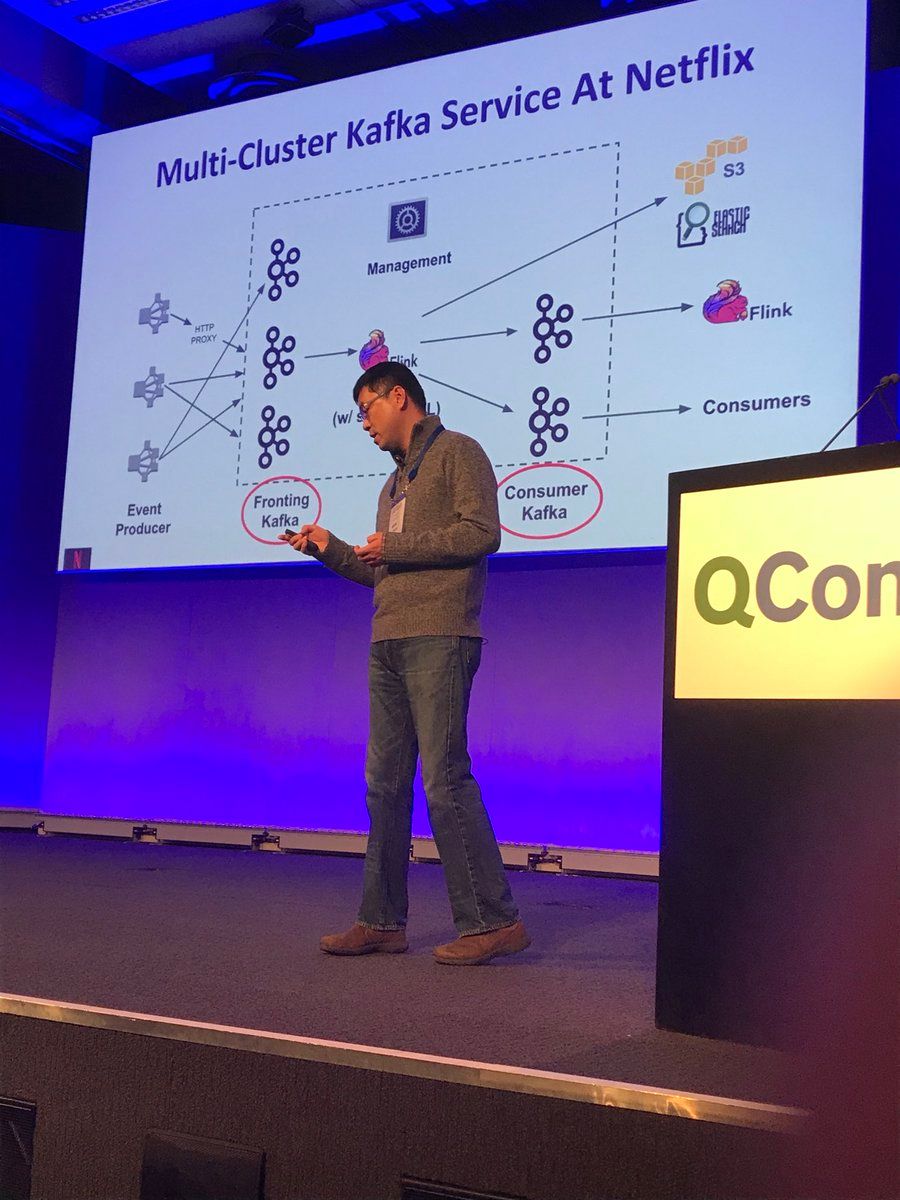 Multi-Cluster Kafka Service At Netflix
S3
ELASTIC
SEARCH
Management
HTTP
PROXY
Flink
Flink
(w/
L)
Consumers
Event
Producer
Fronting
Kafka
Consumer
Kafka
N
QCon